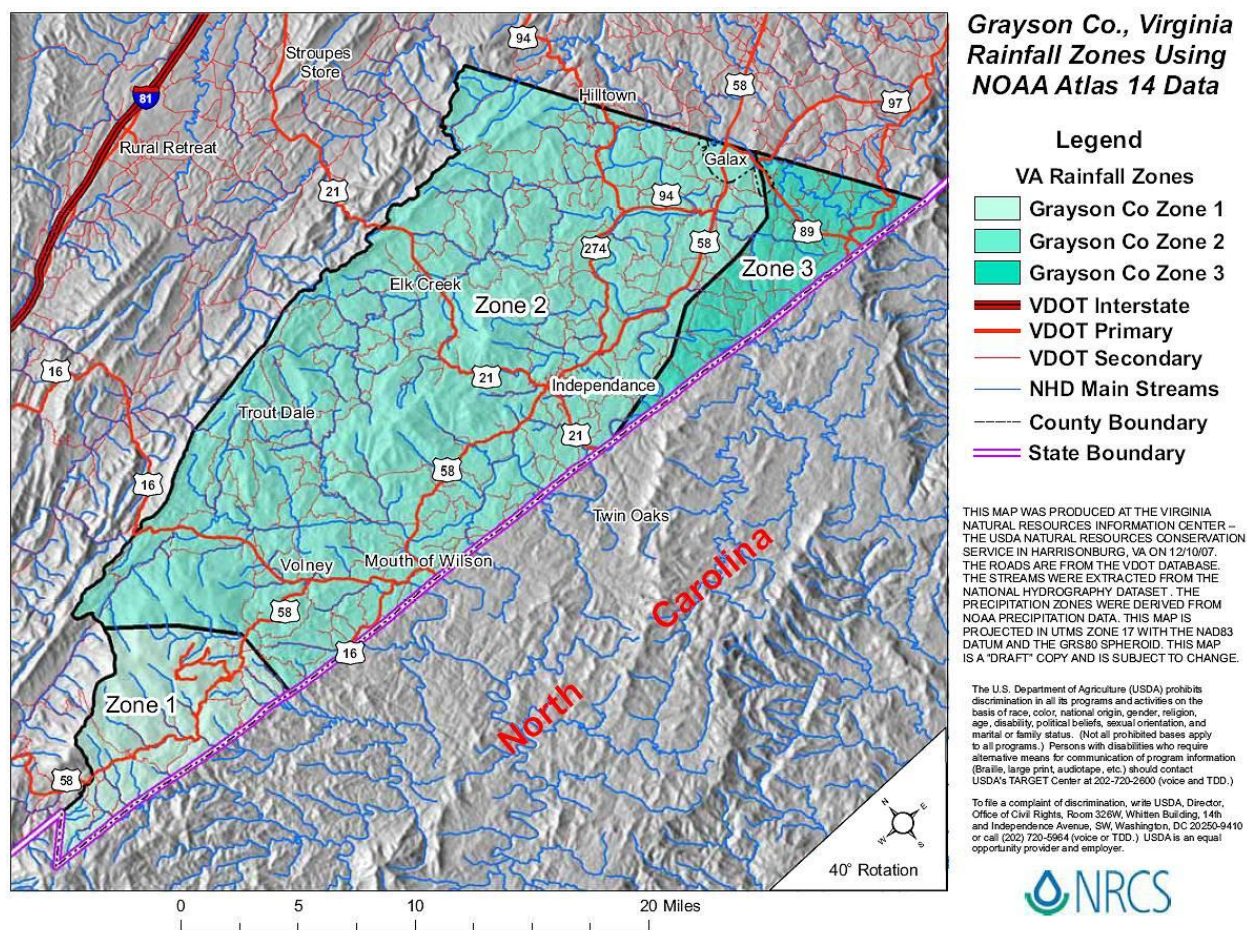 Grayson Co., Virginia
Rainfall Zones Using
NOAA Atlas 14 Data
Legend
VA Rainfall Zones
Grayson Co Zone 1
Grayson Co Zone 2
Grayson Co Zone 3
VDOT Interstate
VDOT Primary
VDOT Secondary
NHD Main Streams
County Boundary
State Boundary
THIS MAP WAS PRODUCED AT THE VIRGINIA
NATURAL RESOURCES INFORMATION CENTER –
THE USDA NATURAL RESOURCES CONSERVATION
SERVICE IN HARRISONBURG, VA ON 12/10/07.
THE ROADS ARE FROM THE VDOT DATABASE.
THE STREAMS WERE EXTRACTED FROM THE
NATIONAL HYDROGRAPHY DATASET . THE
PRECIPITATION ZONES WERE DERIVED FROM
NOAA PRECIPITATION DATA. THIS MAP IS
PROJECTED IN UTMS ZONE 17 WITH THE NAD83
DATUM AND THE GRS80 SPHEROID. THIS MAP
IS A "DRAFT" COPY AND IS SUBJECT TO CHANGE.
The U.S. Department of Agriculture (USDA) prohibits
discrimination in all its programs and activities on the
basis of race, color, national origin, gender, religion,
age, disability, political beliefs, sexual orientation, and
marital or family status. (Not all prohibited bases apply
to all programs.) Persons with disabilities who require
alternative means for communication of program information
(Braille, large print, audiotape, etc.) should contact
USDA's TARGET Center at 202-720-2600 (voice and TDD.)
To file a complaint of discrimination, write USDA, Director,
Office of Civil Rights, Room 326W, Whitten Building, 14th
and Independence Avenue, SW, Washington, DC 20250-9410
or call (202) 720-5964 (voice or TDD.) USDA is an equal
opportunity provider and employer.
NRCS
94
Stroupes
Store
58
81
Hilltown
97
Rural Retreat
Galax
21
94
89
274
58
Zone 3
Elk Creek
Zone 2
16
21
Independance
Trout Dale
21
58
16
Twin Oaks
Mouth of Wilson
Volney
58
North Carolina
16
Zone 1
58
N
E
W
S
40° Rotation
0 5 10 20 Miles